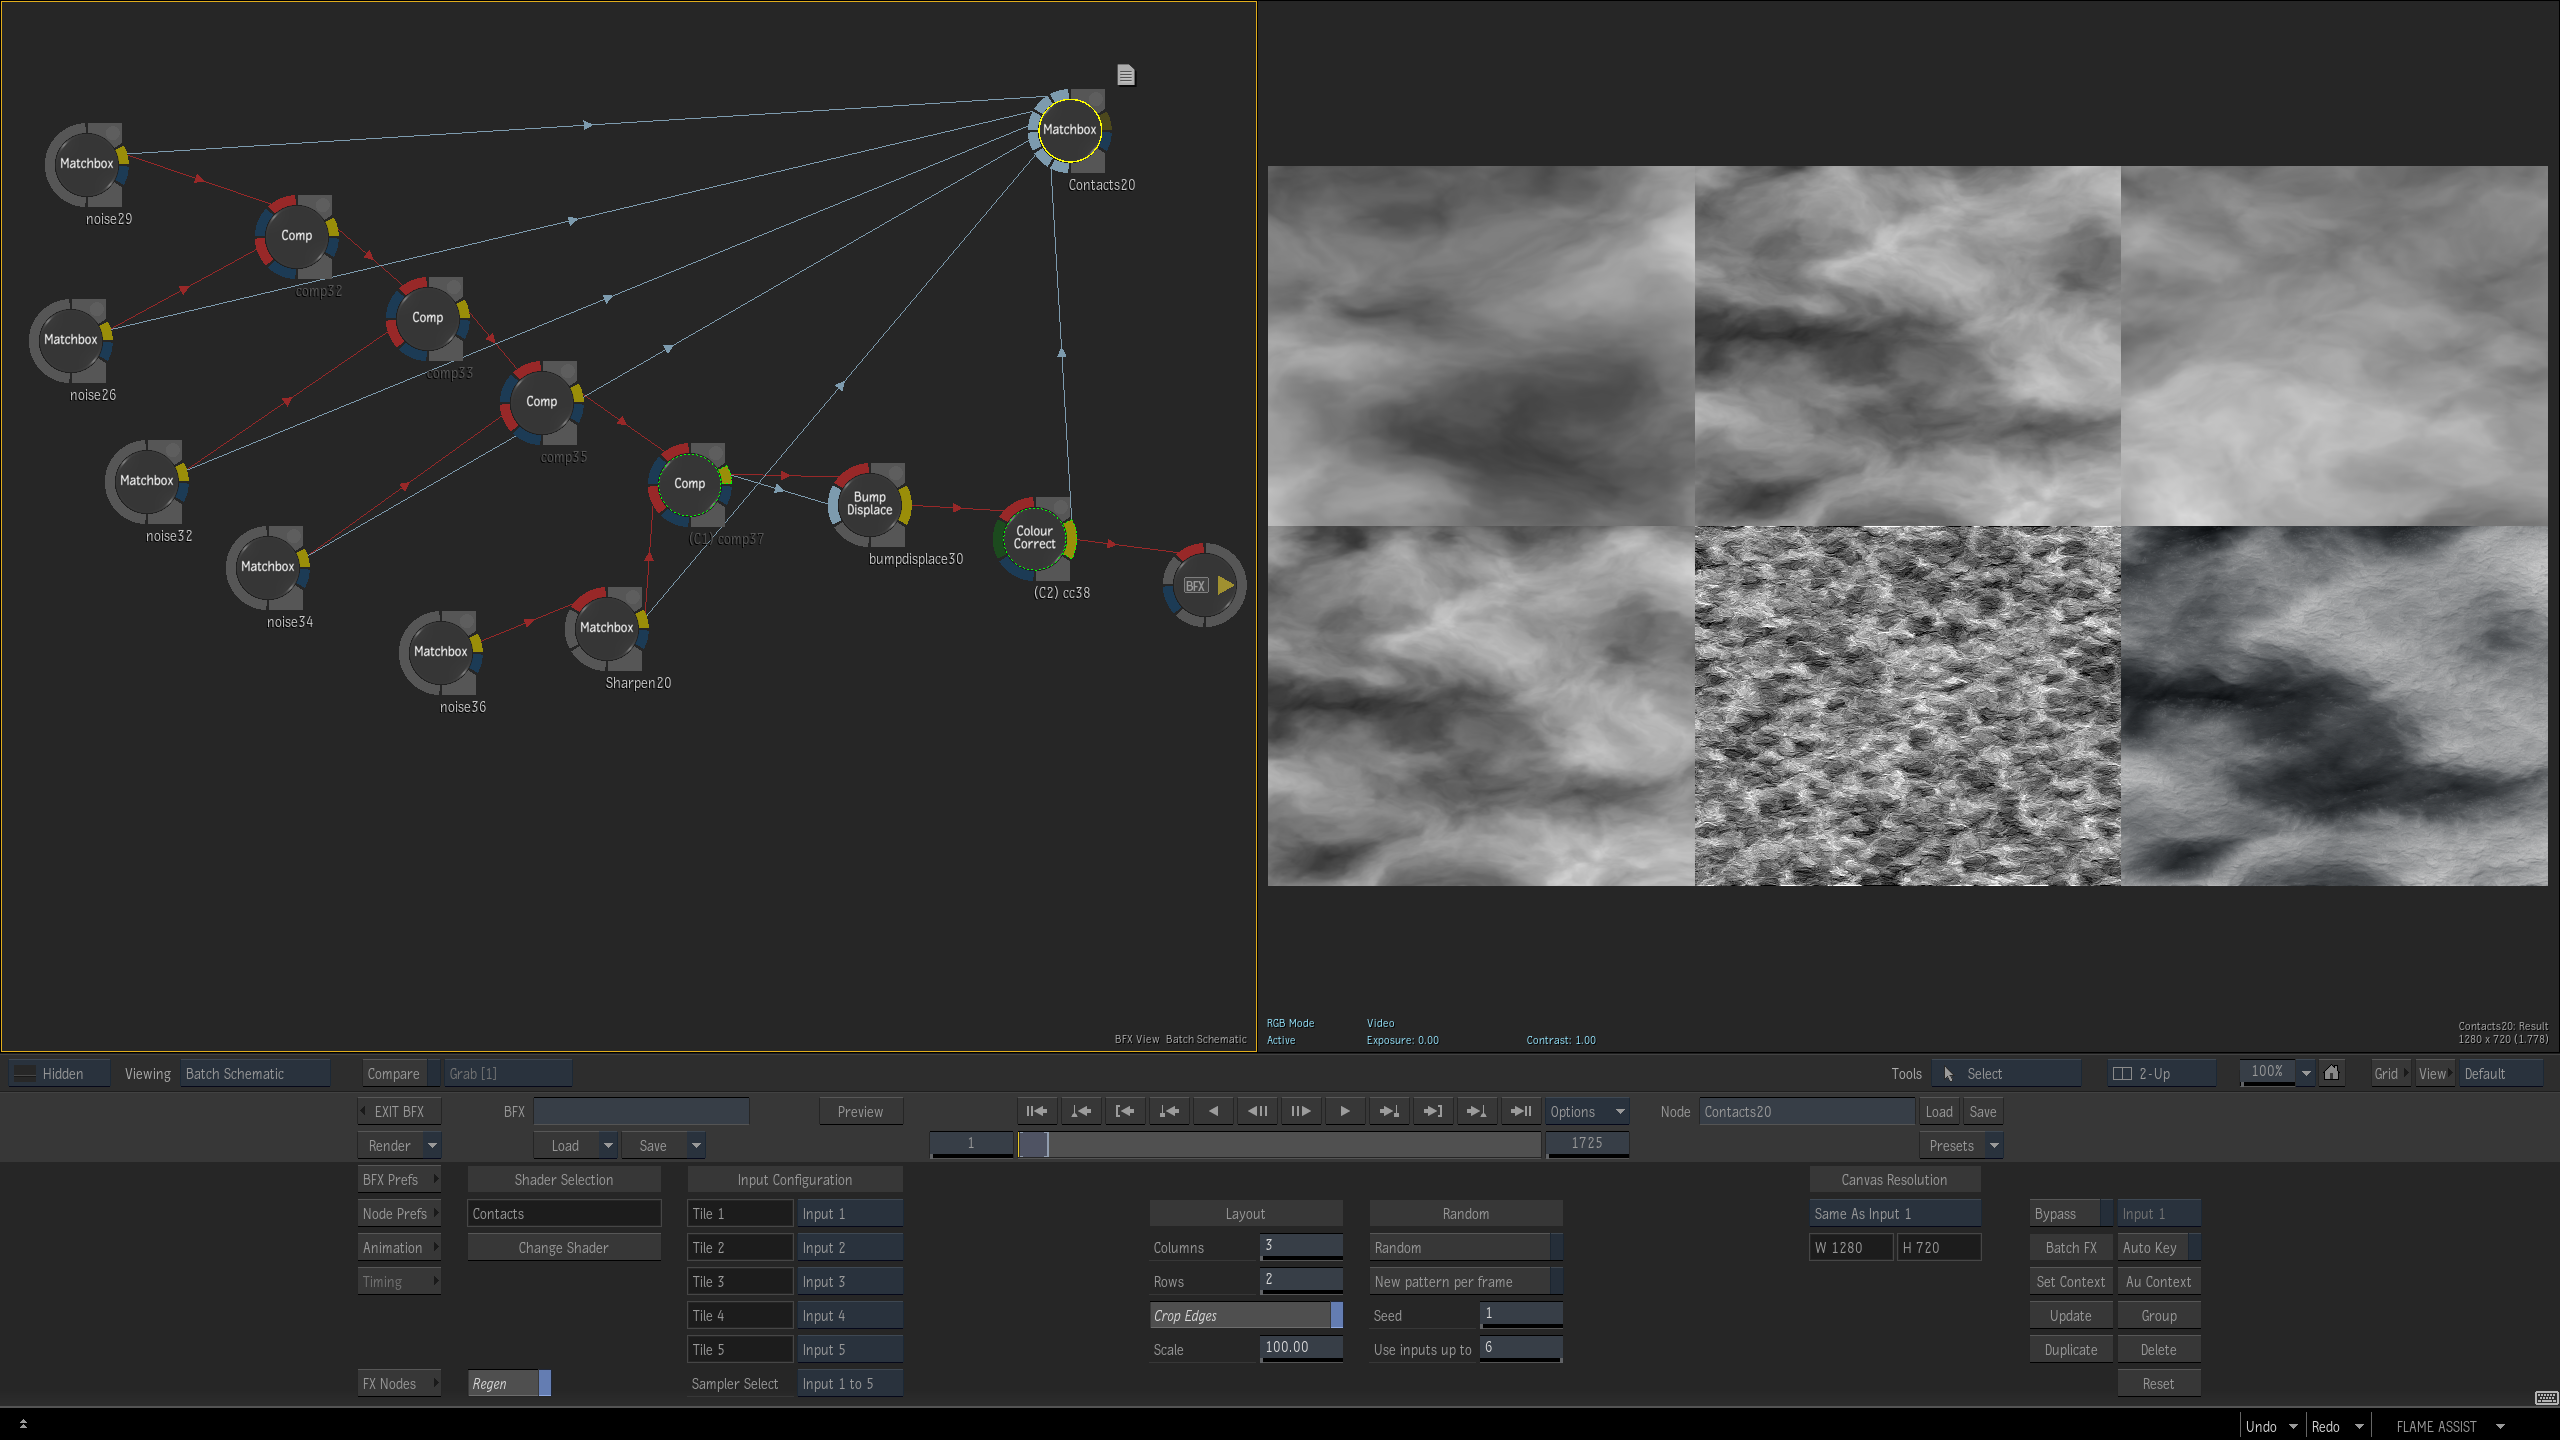 Matchbox
Contacts20
Matchbox
noise29
Comp
comp32
Matchbox
noise26
Comp
comp33
Comp
comp35
Matchbox
noise32
Comp
(C1) comp37
Bump
Displace
bumpdisplace30
Colour
Correct
(C2) cc38
BFX
Matchbox
noise34
Matchbox
Sharpen20
Matchbox
noise36
BFX View Batch Schematic
RGB Mode
Video
Active
Exposure: 0.00
Contrast: 1.00
Contacts20: Result
1280 x 720 (1.778)
Hidden
Viewing
Batch Schematic
Compare
Grab [1]
Tools
Select
2-Up
100%
Grid
View
Default
EXIT BFX
BFX
Preview
Options
Node
Contacts20
Load
Save
Render
Load
Save
1
1725
Presets
BFX Prefs
Shader Selection
Input Configuration
Canvas Resolution
Node Prefs
Contacts
Tile 1
Input 1
Layout
Random
Same As Input 1
Bypass
Input 1
Animation
Change Shader
Tile 2
Input 2
Columns
3
Random
W 1280
H 720
Batch FX
Auto Key
Timing
Tile 3
Input 3
Rows
2
New pattern per frame
Set Context
Au Context
Tile 4
Input 4
Crop Edges
Seed
1
Update
Group
Tile 5
Input 5
Scale
100.00
Use inputs up to
6
Duplicate
Delete
FX Nodes
Regen
Sampler Select
Input 1 to 5
Reset
Undo
Redo
FLAME ASSIST